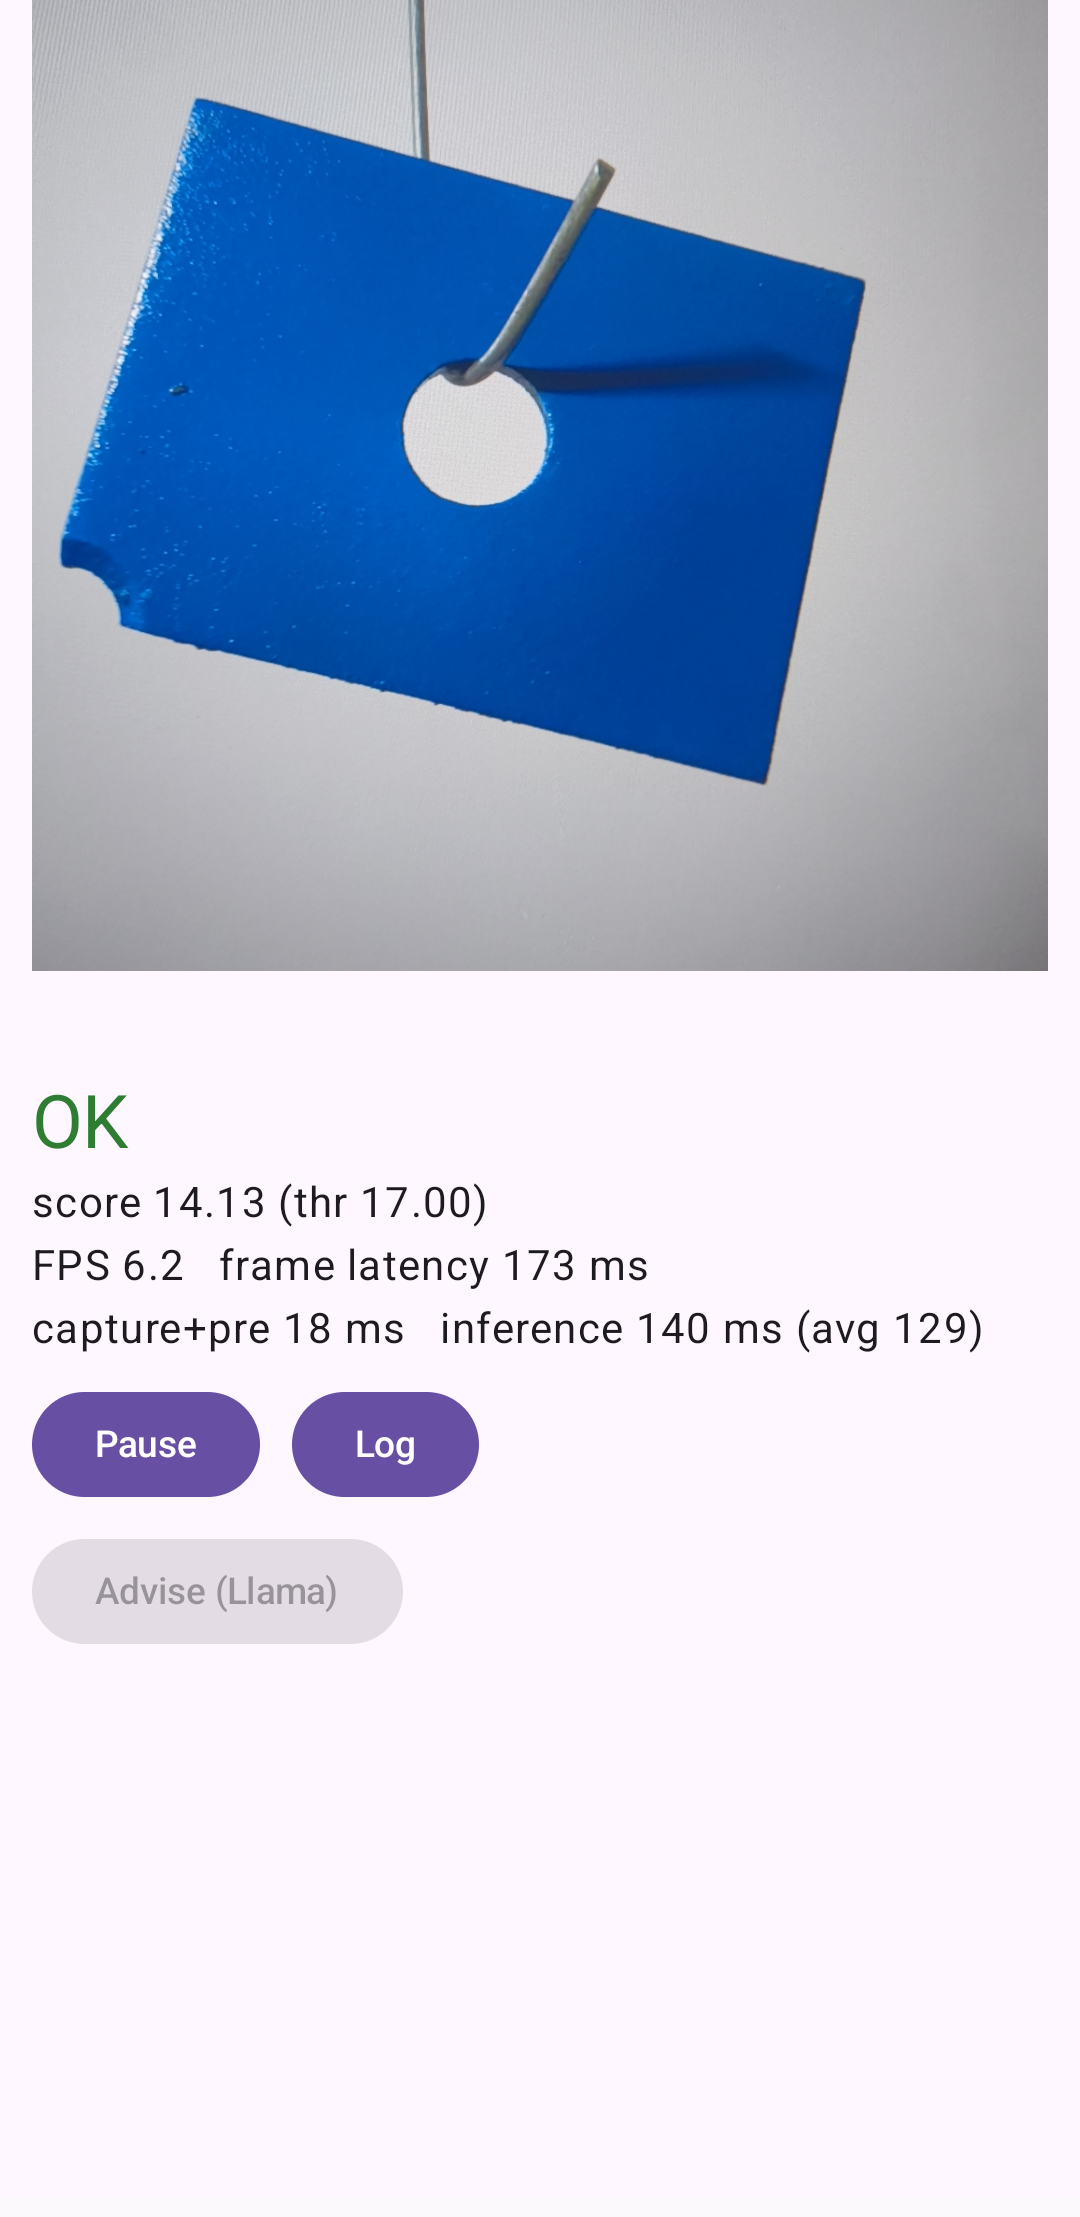 OK
score 14.13 (thr 17.00)
FPS 6.2   frame latency 173 ms
capture+pre 18 ms   inference 140 ms (avg 129)
Pause   Log
Advise (Llama)